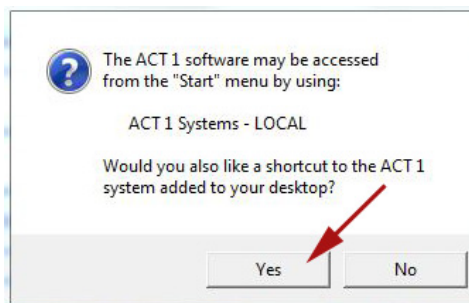 The ACT 1 software may be accessed
from the "Start" menu by using:
ACT 1 Systems - LOCAL
Would you also like a shortcut to the ACT 1
system added to your desktop?
Yes No